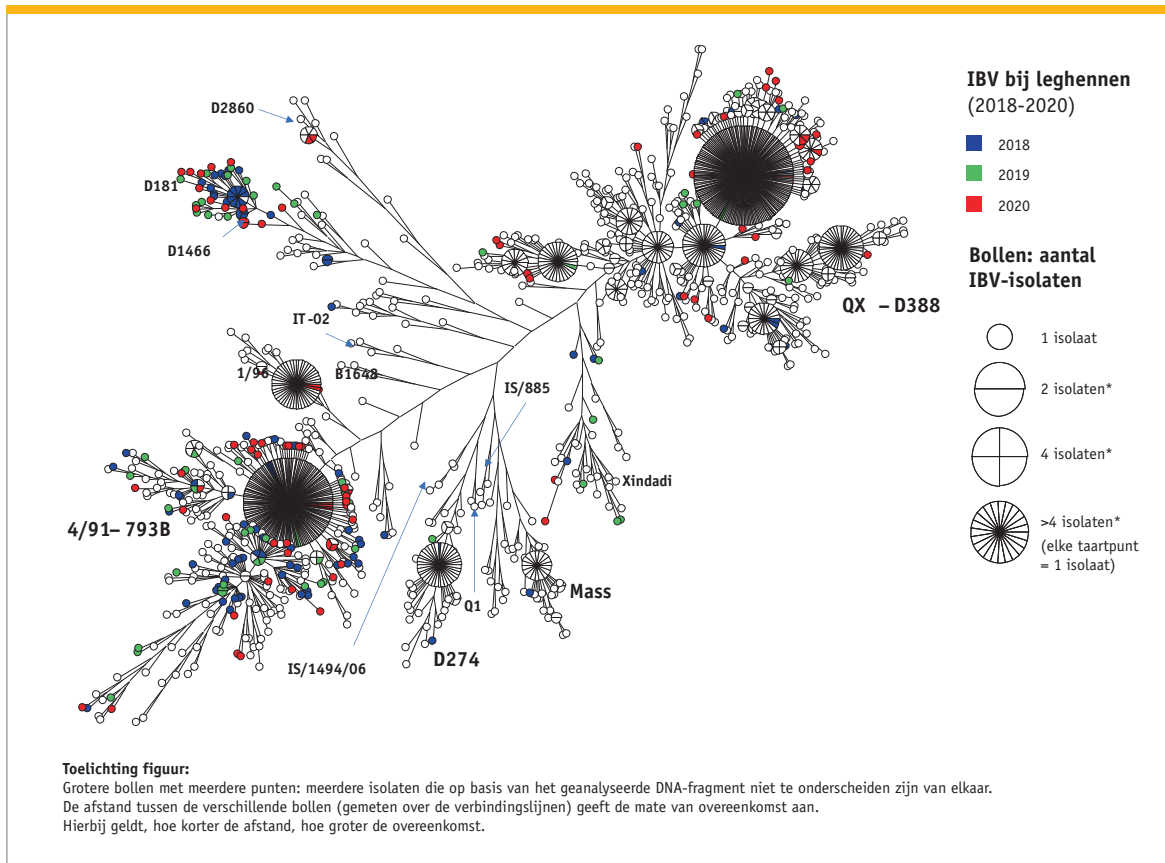 IBV bij leghennen
(2018-2020)
2018
2019
2020
Bollen: aantal
IBV-isolaten
1 isolaat
2 isolaten*
4 isolaten*
>4 isolaten*
(elke taartpunt
= 1 isolaat)
D2860
D181
D1466
QX – D388
IT-02
1/96
B1648
IS/885
Xindadi
4/91– 793B
Mass
Q1
D274
IS/1494/06
Toelichting figuur:
Grotere bollen met meerdere punten: meerdere isolaten die op basis van het geanalyseerde DNA-fragment niet te onderscheiden zijn van elkaar.
De afstand tussen de verschillende bollen (gemeten over de verbindingslijnen) geeft de mate van overeenkomst aan.
Hierbij geldt, hoe korter de afstand, hoe groter de overeenkomst.